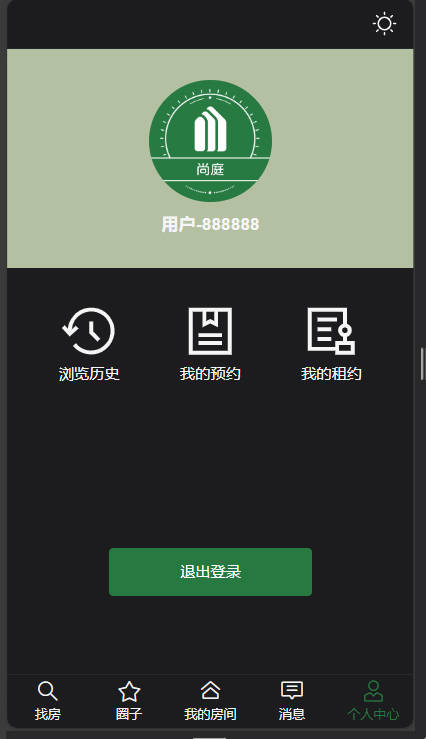 尚庭
用户-888888
浏览历史
我的预约
我的租约
退出登录
找房
圈子
我的房间
消息
个人中心